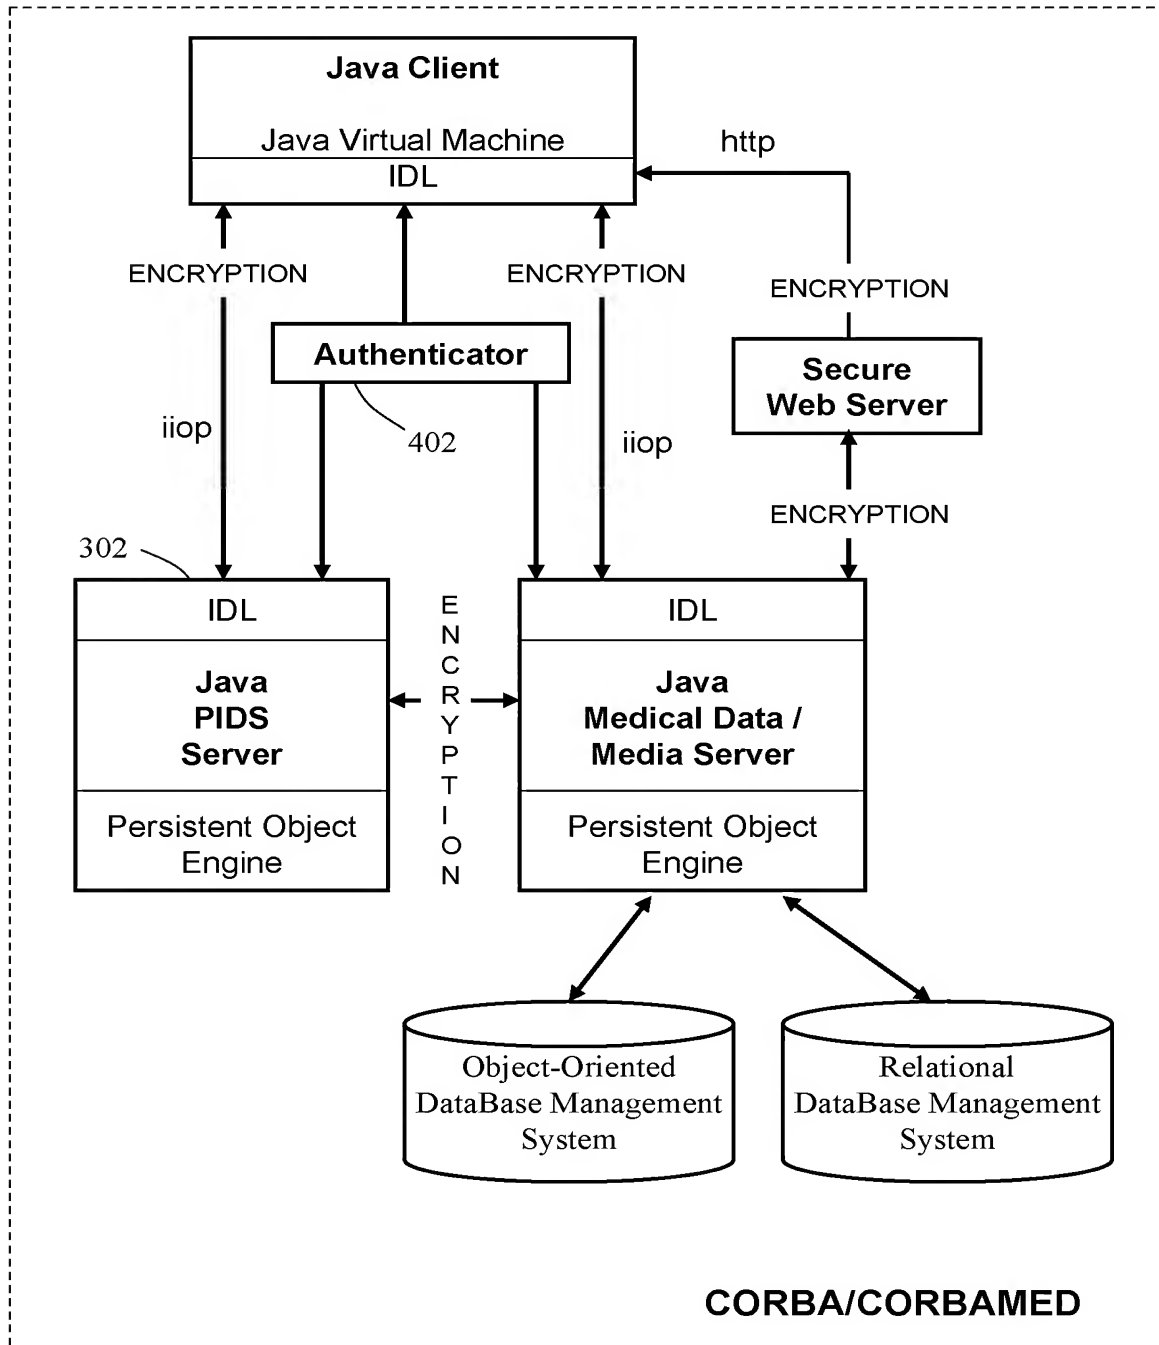 Java Client
Java Virtual Machine
IDL
http
ENCRYPTION
ENCRYPTION
ENCRYPTION
Authenticator
Secure
Web Server
iiop
402
iiop
ENCRYPTION
302
IDL
Java
PIDS
Server
Persistent Object
Engine
ENCRYPTION
IDL
Java
Medical Data /
Media Server
Persistent Object
Engine
Object-Oriented
DataBase Management
System
Relational
DataBase Management
System
CORBA/CORBAMED